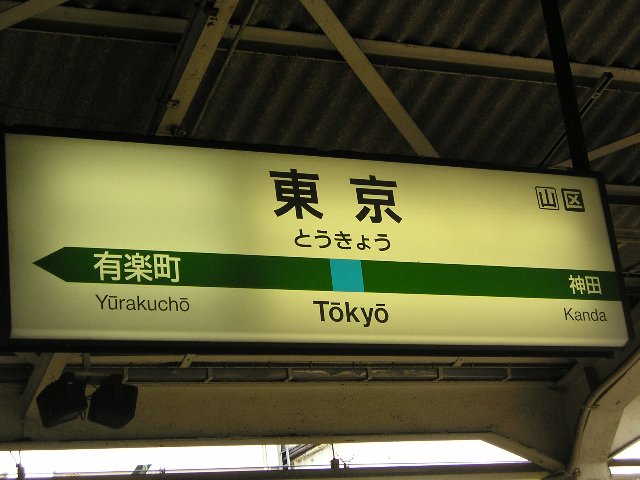 東京
山 区
とうきょう
有楽町
神田
Yūrakuchō
Tōkyō
Kanda